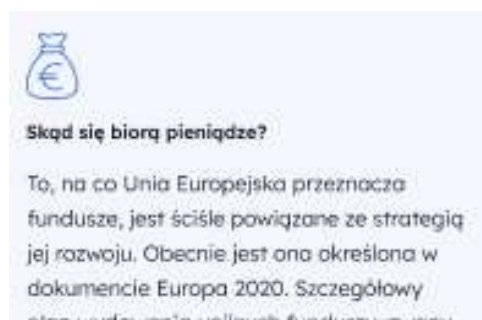 €
Skąd się biorą pieniądze?
To, na co Unia Europejska przeznacza
fundusze, jest ściśle powiązane ze strategią
jej rozwoju. Obecnie jest ona określona w
dokumencie Europa 2020. Szczegółowy